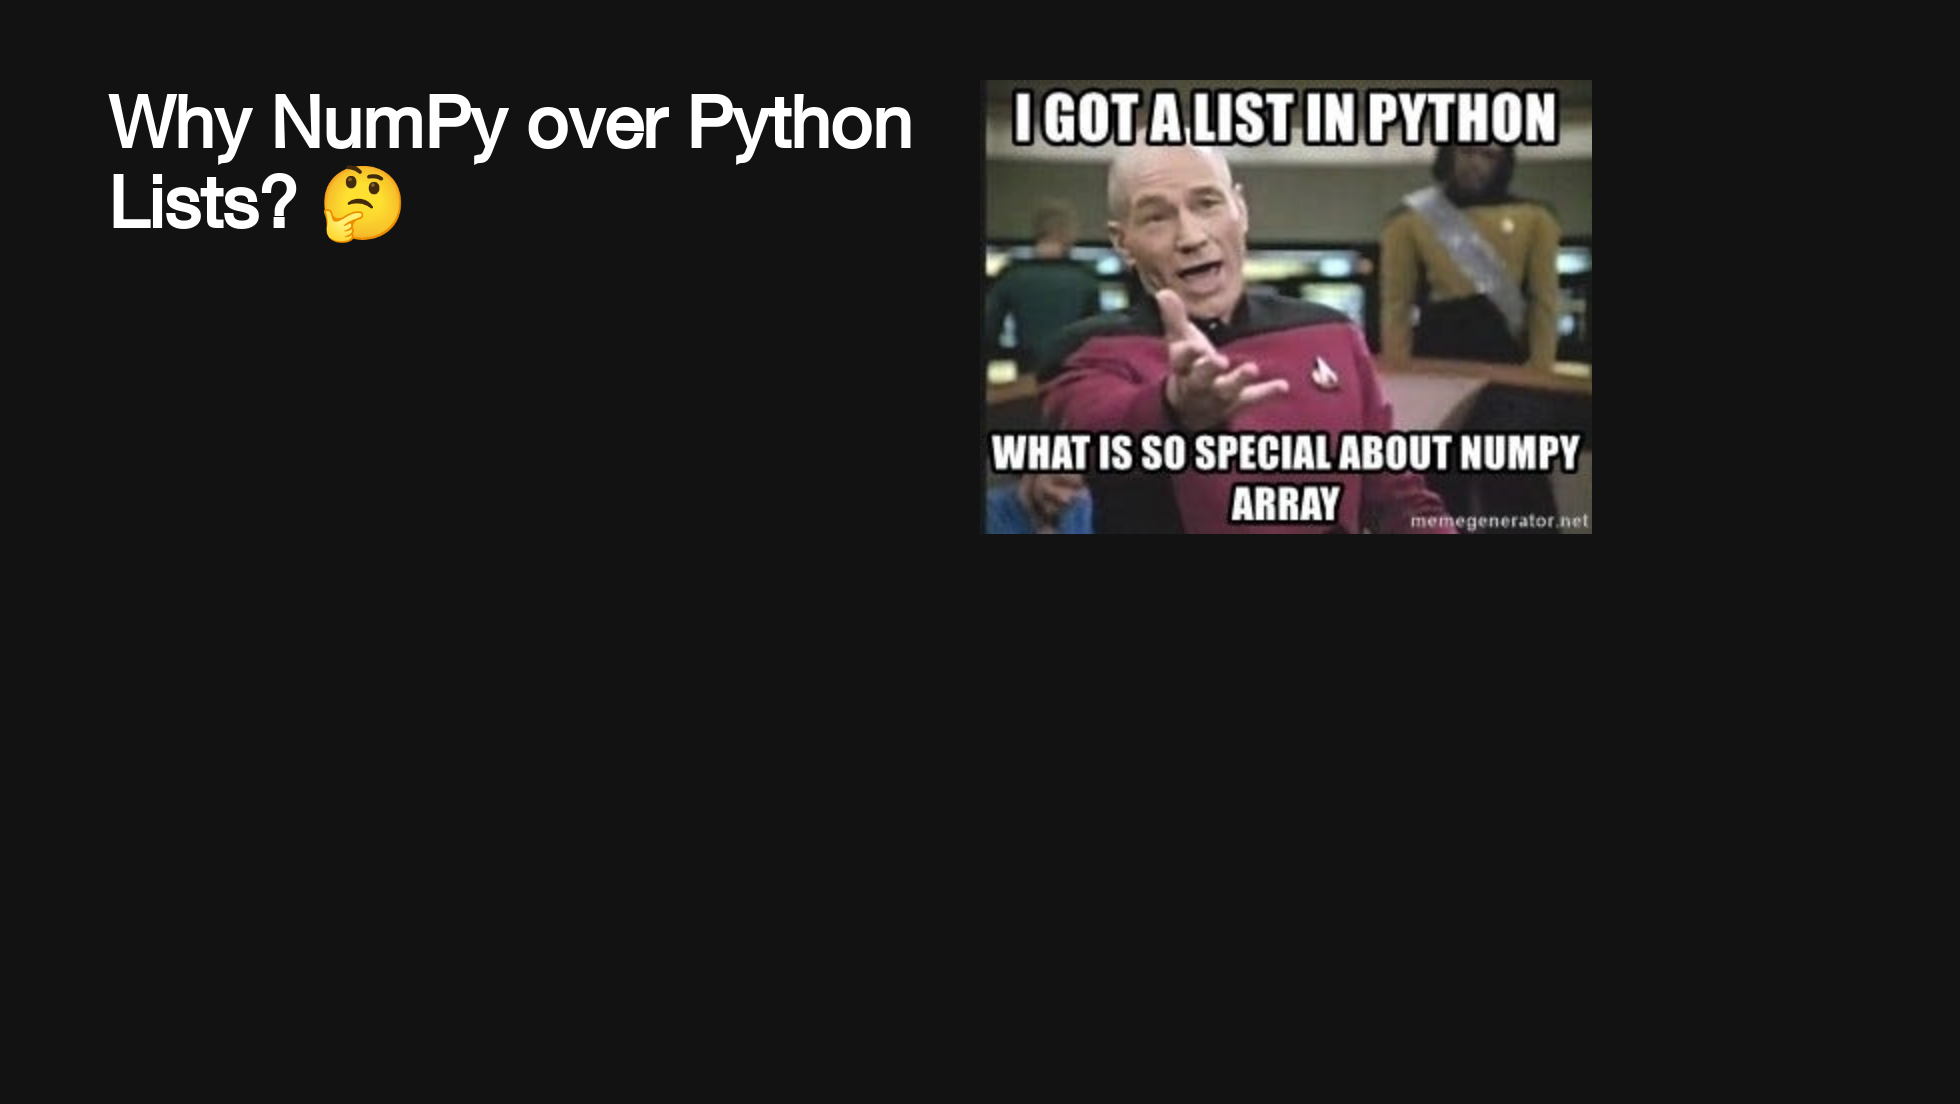 Why NumPy over Python
Lists? 🤔
I GOT A LIST IN PYTHON
WHAT IS SO SPECIAL ABOUT NUMPY
ARRAY
memegenerator.net